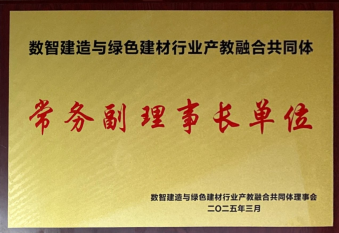 数智建造与绿色建材行业产教融合共同体
常务副理事长单位
数智建造与绿色建材行业产教融合共同体理事会
二〇二五年三月